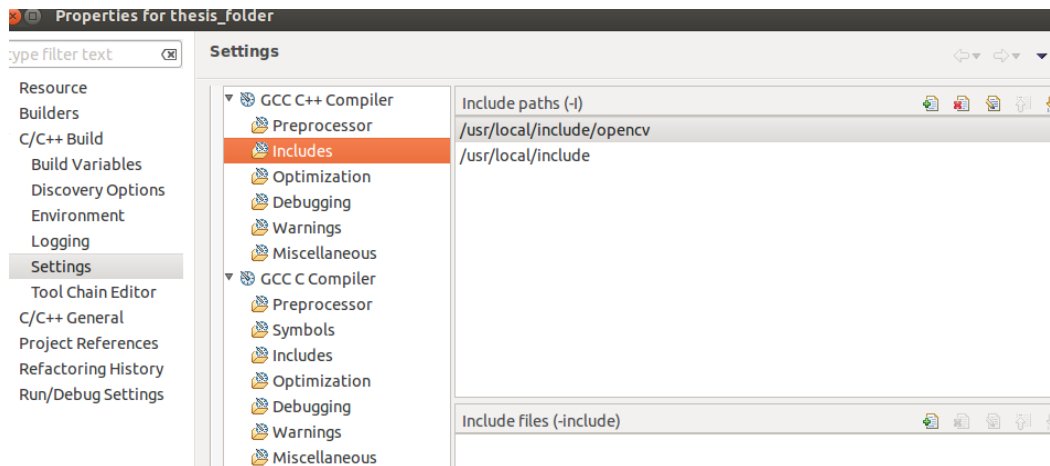 Properties for thesis_folder
type filter text
Settings
Resource
Builders
C/C++ Build
Build Variables
Discovery Options
Environment
Logging
Settings
Tool Chain Editor
C/C++ General
Project References
Refactoring History
Run/Debug Settings
GCC C++ Compiler
Preprocessor
Includes
Optimization
Debugging
Warnings
Miscellaneous
GCC C Compiler
Preprocessor
Symbols
Includes
Optimization
Debugging
Warnings
Miscellaneous
Include paths (-I)
/usr/local/include/opencv
/usr/local/include
Include files (-include)